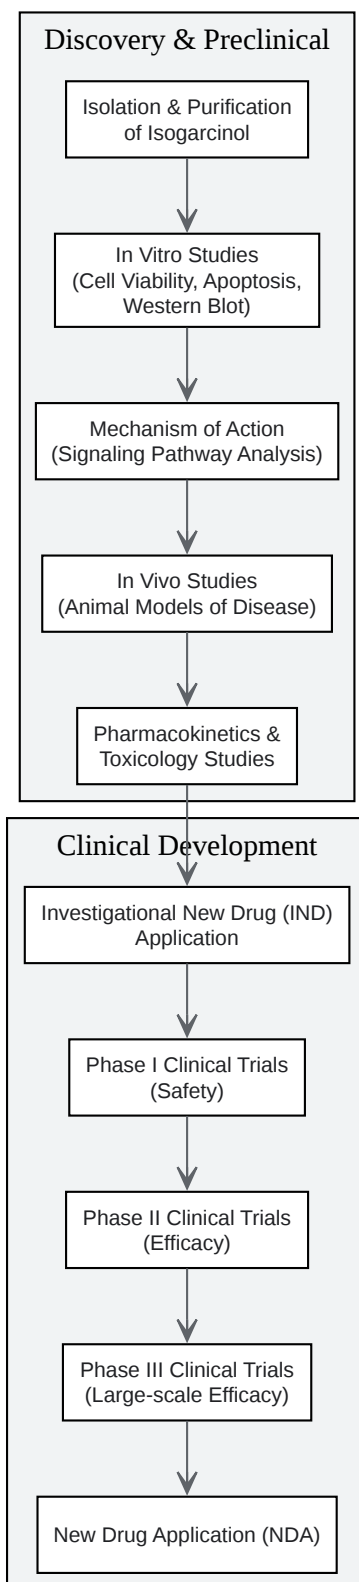 Discovery & Preclinical
Isolation & Purification
of Isogarcinol
In Vitro Studies
(Cell Viability, Apoptosis,
Western Blot)
Mechanism of Action
(Signaling Pathway Analysis)
In Vivo Studies
(Animal Models of Disease)
Pharmacokinetics &
Toxicology Studies
Clinical Development
Investigational New Drug (IND)
Application
Phase I Clinical Trials
(Safety)
Phase II Clinical Trials
(Efficacy)
Phase III Clinical Trials
(Large-scale Efficacy)
New Drug Application (NDA)